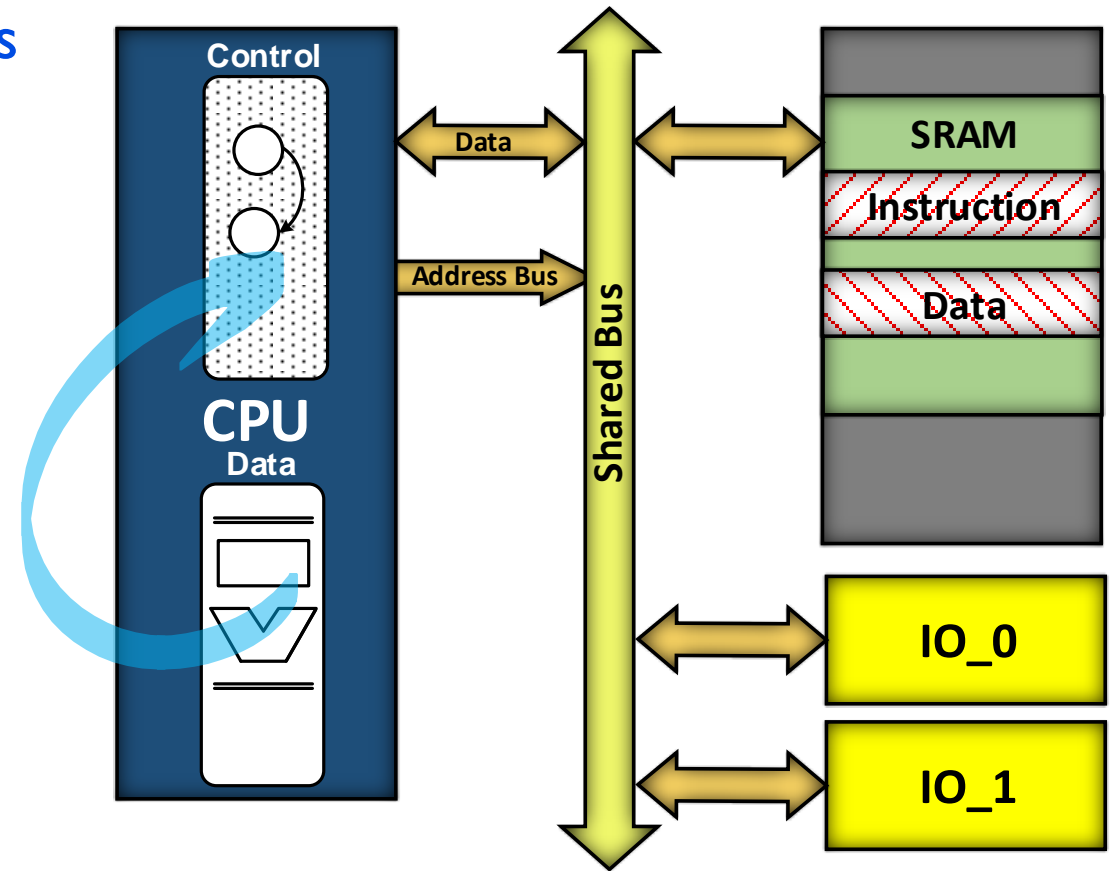 s
Control
Data
Address Bus
CPU
Data
Shared Bus
SRAM
Instruction
Data
IO_0
IO_1